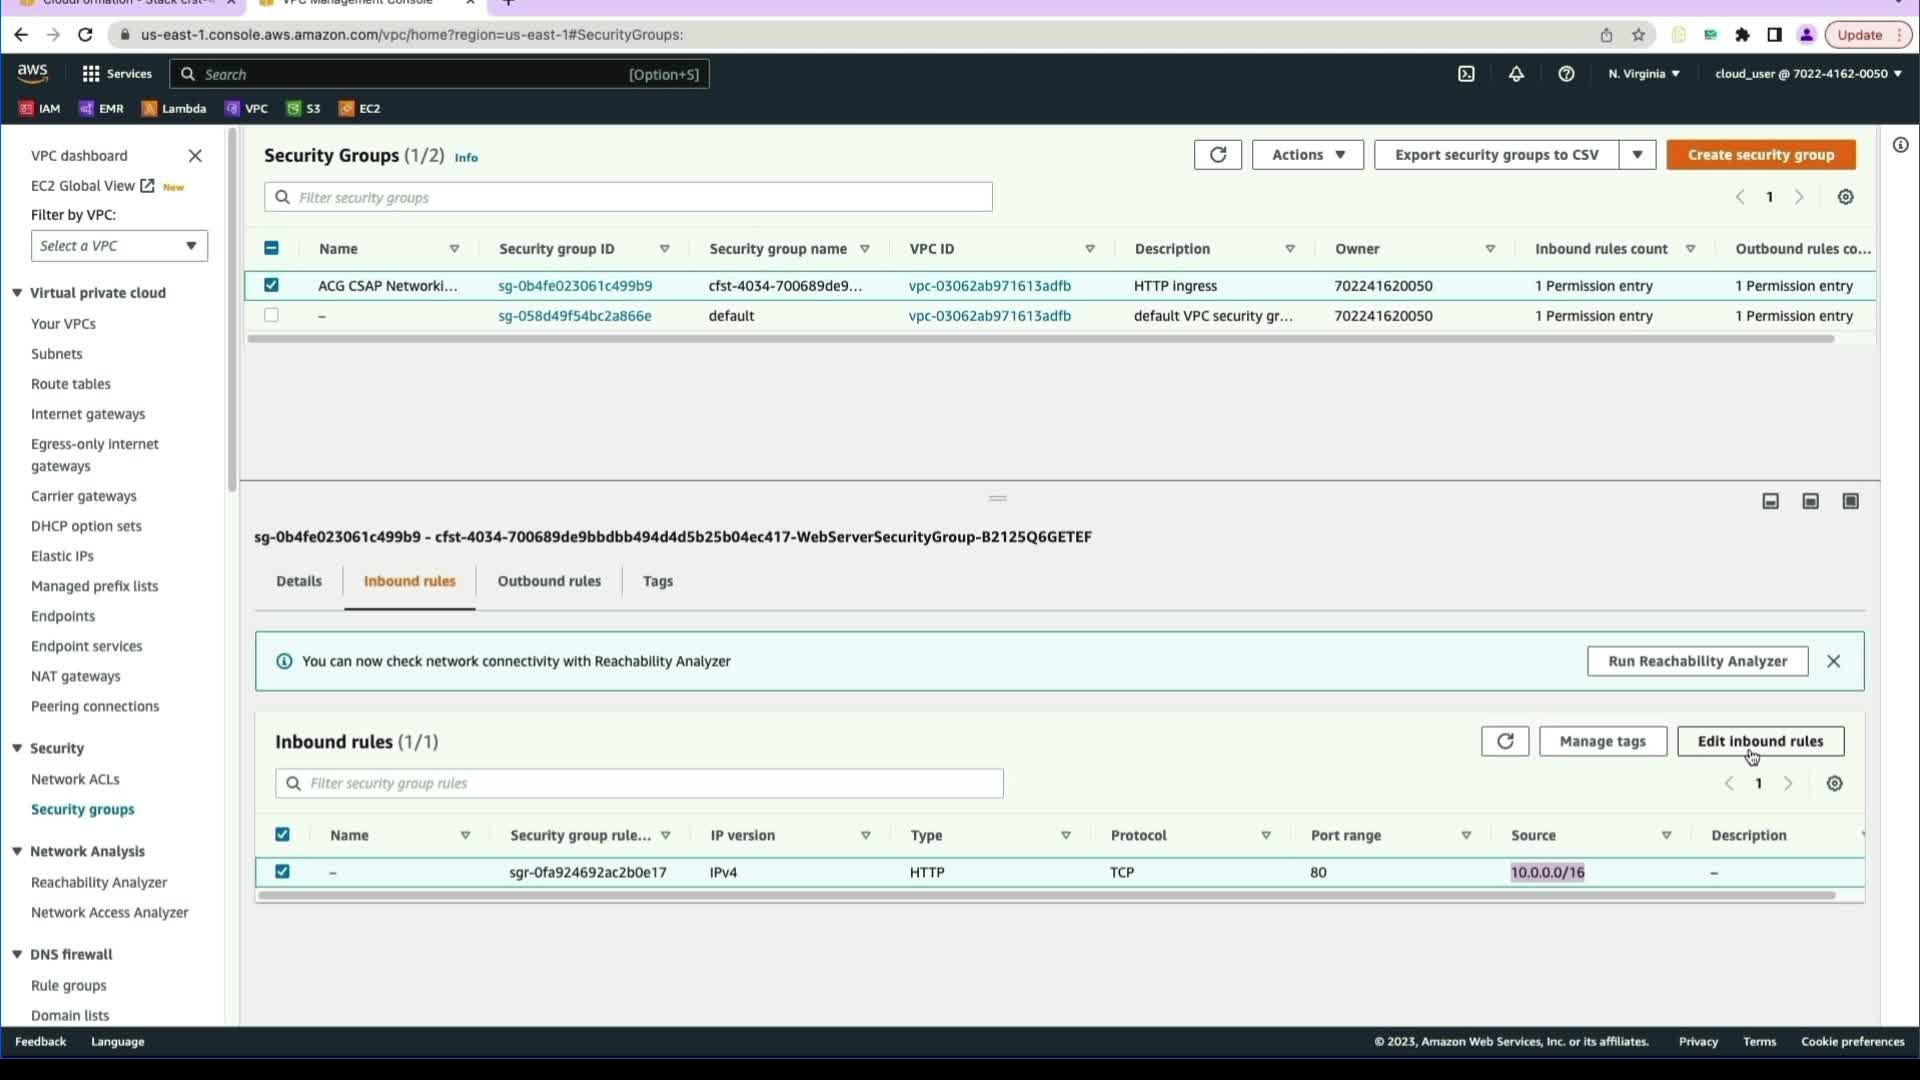 CloudFormation - Stack cfst-
VPC Management Console
us-east-1.console.aws.amazon.com/vpc/home?region=us-east-1#SecurityGroups:
Update
aws
Services
Search
[Option+S]
N. Virginia
cloud_user @ 7022-4162-0050
IAM
EMR
Lambda
VPC
S3
EC2
VPC dashboard
EC2 Global View New
Filter by VPC:
Select a VPC
Virtual private cloud
Your VPCs
Subnets
Route tables
Internet gateways
Egress-only internet
gateways
Carrier gateways
DHCP option sets
Elastic IPs
Managed prefix lists
Endpoints
Endpoint services
NAT gateways
Peering connections
Security
Network ACLs
Security groups
Network Analysis
Reachability Analyzer
Network Access Analyzer
DNS firewall
Rule groups
Domain lists
Security Groups (1/2) Info
Actions
Export security groups to CSV
Create security group
Filter security groups
1
Name Security group ID Security group name VPC ID Description Owner Inbound rules count Outbound rules co...
ACG CSAP Networki... sg-0b4fe023061c499b9 cfst-4034-700689de9... vpc-03062ab971613adfb HTTP ingress 702241620050 1 Permission entry 1 Permission entry
– sg-058d49f54bc2a866e default vpc-03062ab971613adfb default VPC security gr... 702241620050 1 Permission entry 1 Permission entry
sg-0b4fe023061c499b9 - cfst-4034-700689de9bbdbb494d4d5b25b04ec417-WebServerSecurityGroup-B2125Q6GETEF
Details
Inbound rules
Outbound rules
Tags
You can now check network connectivity with Reachability Analyzer
Run Reachability Analyzer
Inbound rules (1/1)
Manage tags
Edit inbound rules
Filter security group rules
1
Name Security group rule... IP version Type Protocol Port range Source Description
– sgr-0fa924692ac2b0e17 IPv4 HTTP TCP 80 10.0.0.0/16 –
Feedback
Language
© 2023, Amazon Web Services, Inc. or its affiliates.
Privacy
Terms
Cookie preferences